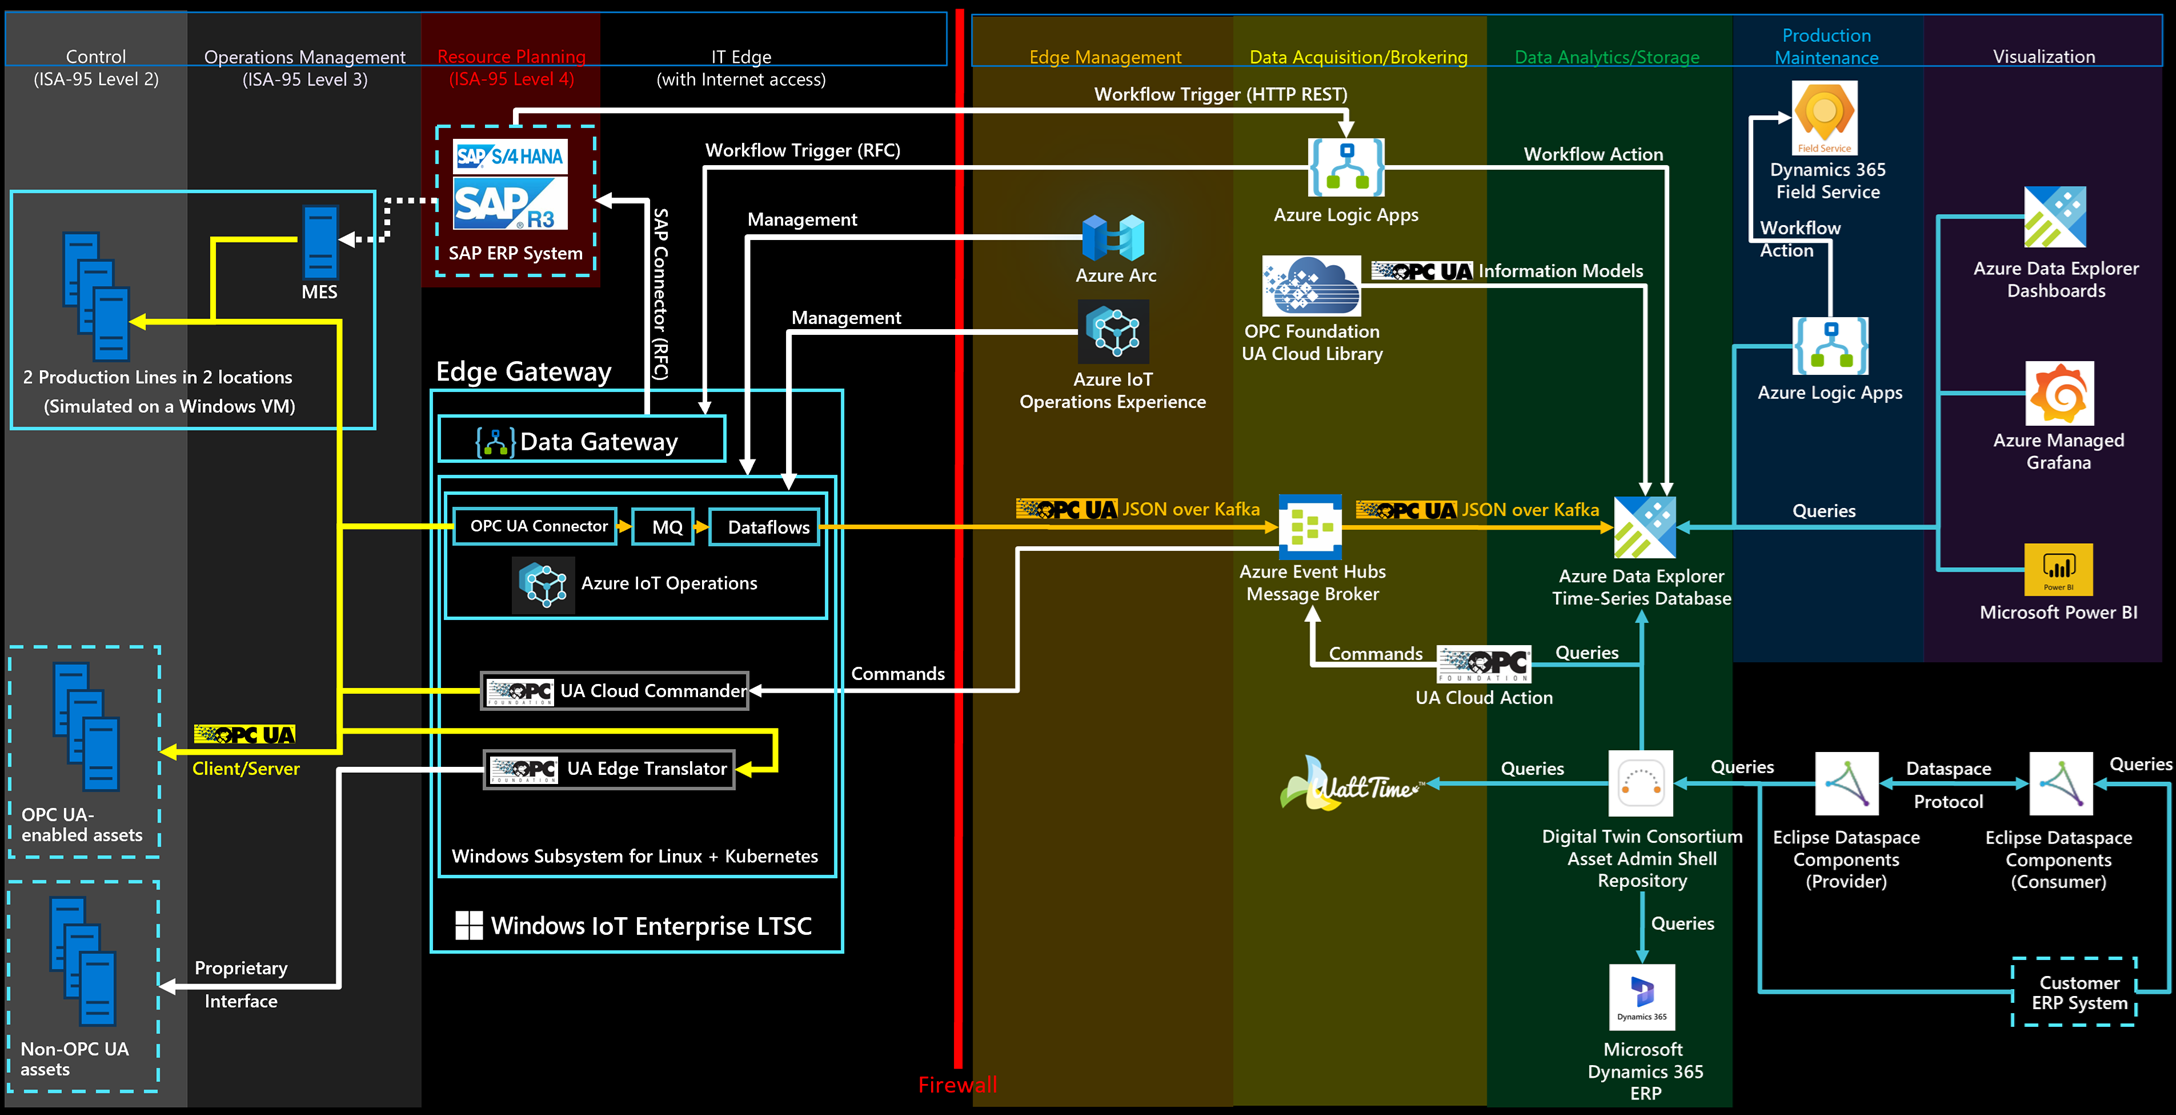 Control
(ISA-95 Level 2)
Operations Management
(ISA-95 Level 3)
Resource Planning
(ISA-95 Level 4)
IT Edge
(with Internet access)
Edge Management
Data Acquisition/Brokering
Data Analytics/Storage
Production
Maintenance
Visualization
Workflow Trigger (HTTP REST)
SAP S/4 HANA
SAP R3
SAP ERP System
Workflow Trigger (RFC)
Workflow Action
Azure Logic Apps
Field Service
Dynamics 365
Field Service
Management
SAP Connector (RFC)
Azure Arc
OPC UA Information Models
Workflow
Action
Azure Data Explorer
Dashboards
MES
Management
OPC Foundation
UA Cloud Library
2 Production Lines in 2 locations
(Simulated on a Windows VM)
Edge Gateway
Azure IoT
Operations Experience
Azure Logic Apps
Data Gateway
Azure Managed
Grafana
OPC UA Connector
MQ
Dataflows
OPC UA JSON over Kafka
OPC UA JSON over Kafka
Queries
Azure IoT Operations
Azure Event Hubs
Message Broker
Azure Data Explorer
Time-Series Database
Power BI
Microsoft Power BI
OPC
FOUNDATION
UA Cloud Commander
Commands
Commands
OPC
FOUNDATION
Queries
UA Cloud Action
OPC UA
Client/Server
OPC
FOUNDATION
UA Edge Translator
WattTime™
Queries
Queries
Dataspace
Protocol
Queries
OPC UA-
enabled assets
Windows Subsystem for Linux + Kubernetes
Digital Twin Consortium
Asset Admin Shell
Repository
Eclipse Dataspace
Components
(Provider)
Eclipse Dataspace
Components
(Consumer)
Windows IoT Enterprise LTSC
Queries
Proprietary
Interface
Customer
ERP System
Dynamics 365
Non-OPC UA
assets
Microsoft
Dynamics 365
ERP
Firewall